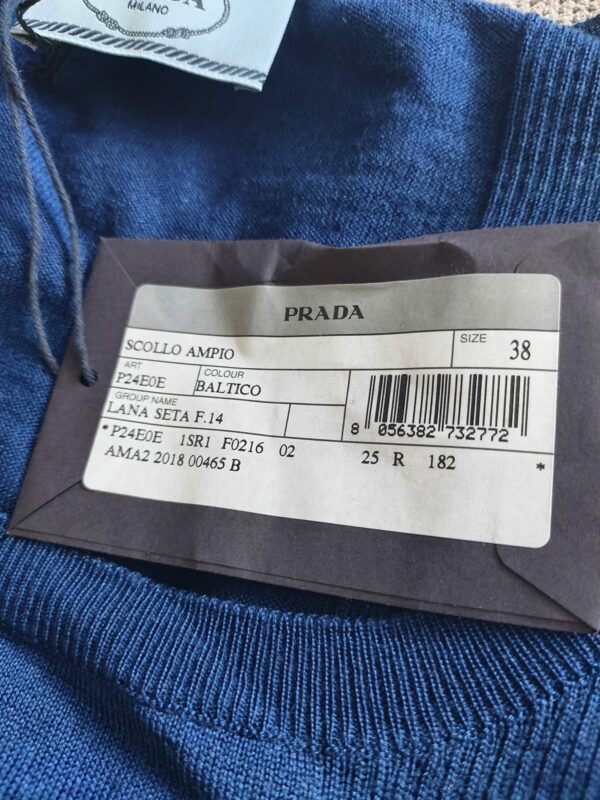 MILANO
PRADA
SCOLLO AMPIO
SIZE
38
ART
P24E0E
COLOUR
BALTICO
GROUP NAME
LANA SETA F.14
8 056382 732772
*P24E0E 1SR1 F0216 02 25 R 182 *
AMA2 2018 00465 B